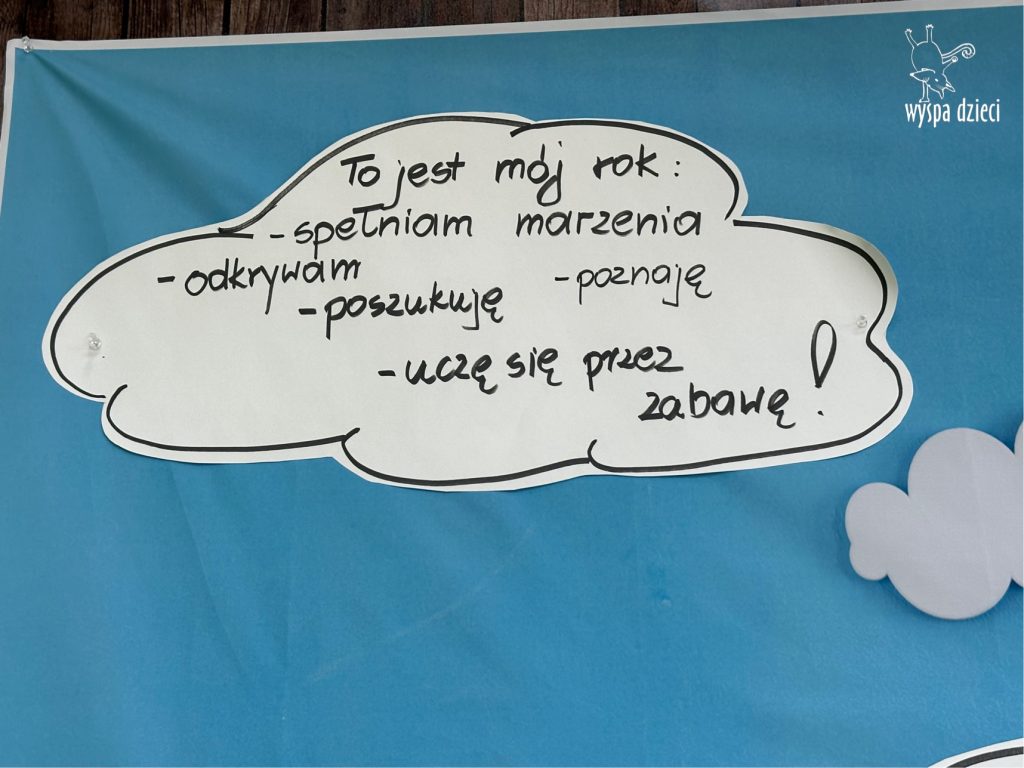 wyspa dzieci
To jest mój rok:
- spełniam marzenia
- odkrywam
- poszukuję
- poznaję
- uczę się przez
zabawę!